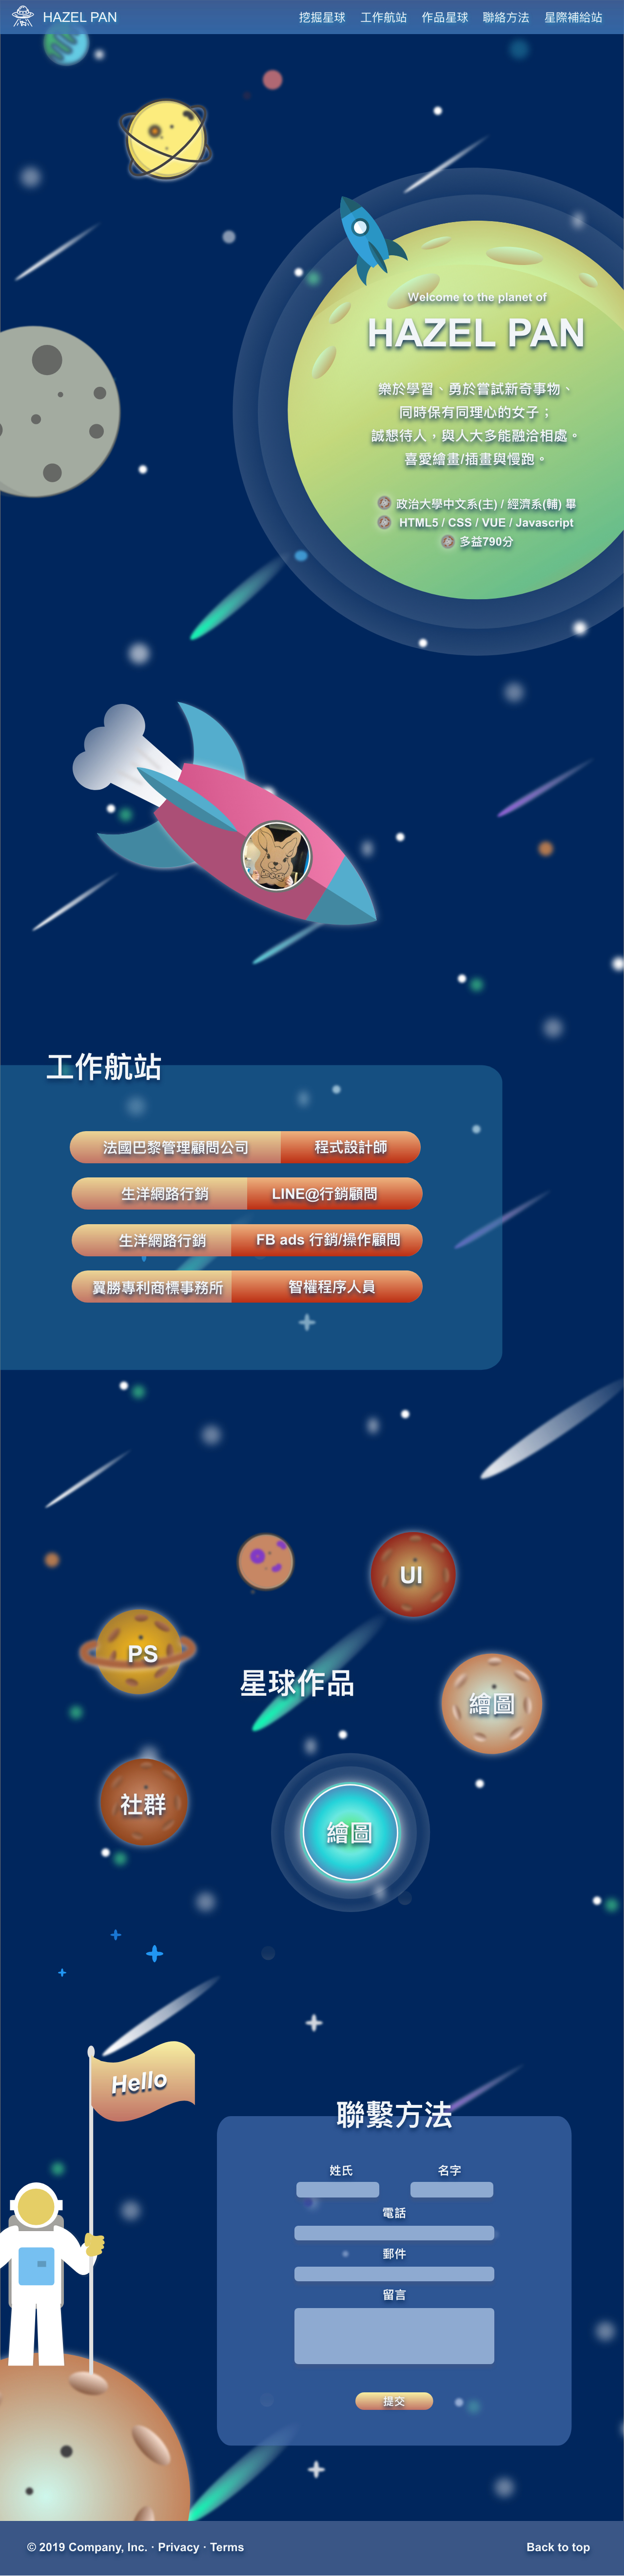 HAZEL PAN
挖掘星球 工作航站 作品星球 聯絡方法 星際補給站
Welcome to the planet of
HAZEL PAN
樂於學習、勇於嘗試新奇事物、
同時保有同理心的女子；
誠懇待人，與人大多能融洽相處。
喜愛繪畫/插畫與慢跑。
政治大學中文系(主) / 經濟系(輔) 畢
HTML5 / CSS / VUE / Javascript
多益790分
工作航站
法國巴黎管理顧問公司 程式設計師
生洋網路行銷 LINE@行銷顧問
生洋網路行銷 FB ads 行銷/操作顧問
翼勝專利商標事務所 智權程序人員
UI
PS
星球作品
繪圖
社群
繪圖
Hello
聯繫方法
姓氏 名字
電話
郵件
留言
提交
© 2019 Company, Inc. · Privacy · Terms
Back to top